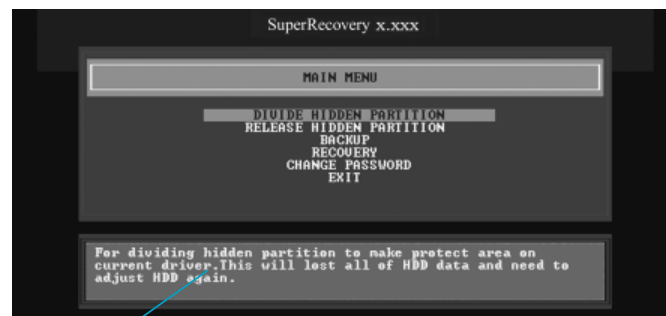 SuperRecovery x.xxx
MAIN MENU
DIVIDE HIDDEN PARTITION
RELEASE HIDDEN PARTITION
BACKUP
RECOVERY
CHANGE PASSWORD
EXIT
For dividing hidden partition to make protect area on
current driver.This will lost all of HDD data and need to
adjust HDD again.